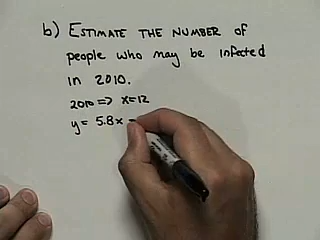 b) ESTIMATE THE NUMBER OF
people who may be infected
in 2010.
2010 => x=12
y = 5.8x -